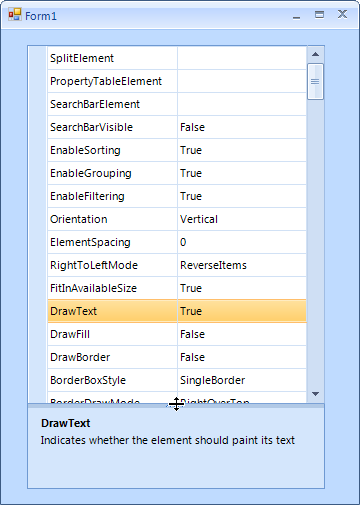 Form1
SplitElement
PropertyTableElement
SearchBarElement
SearchBarVisible False
EnableSorting True
EnableGrouping True
EnableFiltering True
Orientation Vertical
ElementSpacing 0
RightToLeftMode ReverseItems
FitInAvailableSize True
DrawText True
DrawFill False
DrawBorder False
BorderBoxStyle SingleBorder
BorderDrawMode RightOverTop
DrawText
Indicates whether the element should paint its text